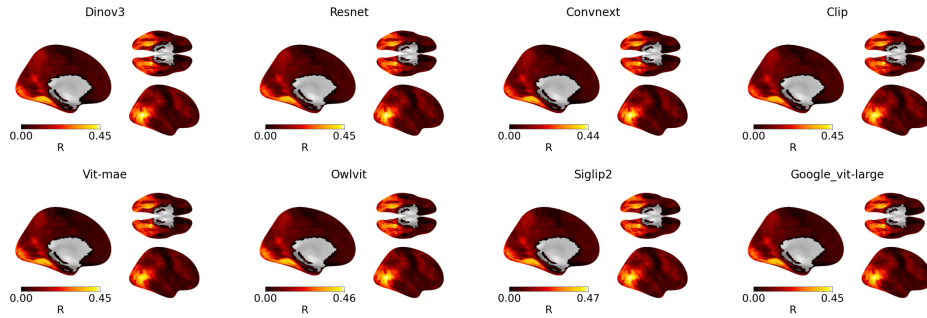 Dinov3
Resnet
Convnext
Clip
0.00 0.45
R
0.00 0.45
R
0.00 0.44
R
0.00 0.45
R
Vit-mae
Owlvit
Siglip2
Google_vit-large
0.00 0.45
R
0.00 0.46
R
0.00 0.47
R
0.00 0.45
R